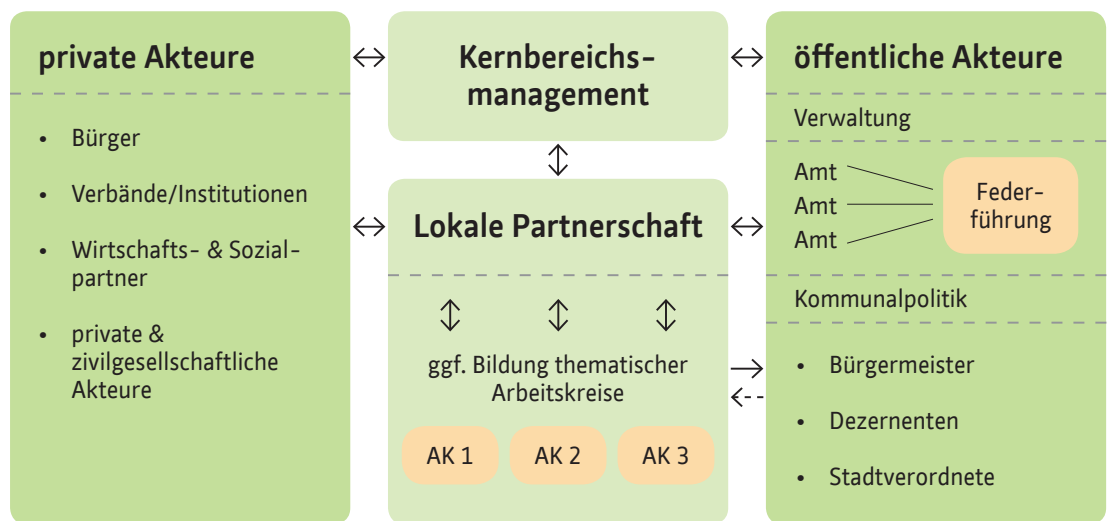 private Akteure
• Bürger
• Verbände/Institutionen
• Wirtschafts- & Sozial-
partner
• private &
zivilgesellschaftliche
Akteure
Kernbereichs-
management
Lokale Partnerschaft
ggf. Bildung thematischer
Arbeitskreise
AK 1
AK 2
AK 3
öffentliche Akteure
Verwaltung
Amt
Amt
Amt
Feder-
führung
Kommunalpolitik
• Bürgermeister
• Dezernenten
• Stadtverordnete